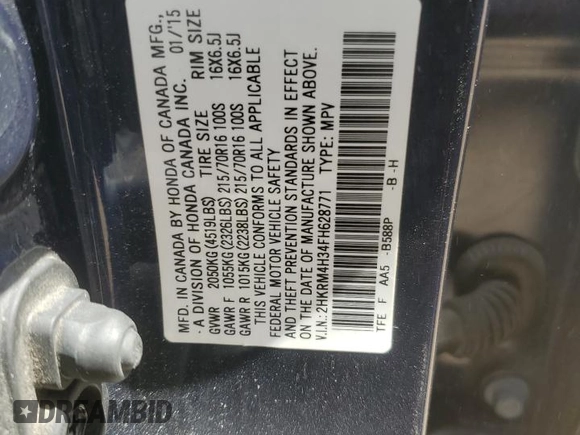 MFD. IN CANADA BY HONDA OF CANADA MFG.,
- A DIVISION OF HONDA CANADA INC. 01/'15
TIRE SIZE RIM SIZE
GVWR 2050KG(4519LBS)
GAWR F 1055KG(2326LBS) 215/70R16 100S 16X6.5J
GAWR R 1015KG(2238LBS) 215/70R16 100S 16X6.5J
THIS VEHICLE CONFORMS TO ALL APPLICABLE
FEDERAL MOTOR VEHICLE SAFETY
AND THEFT PREVENTION STANDARDS IN EFFECT
ON THE DATE OF MANUFACTURE SHOWN ABOVE.
V.I.N.: 2HKRM4H34FH628771 TYPE: MPV
TFE F AA5 -B588P -B -H
DREAMBID